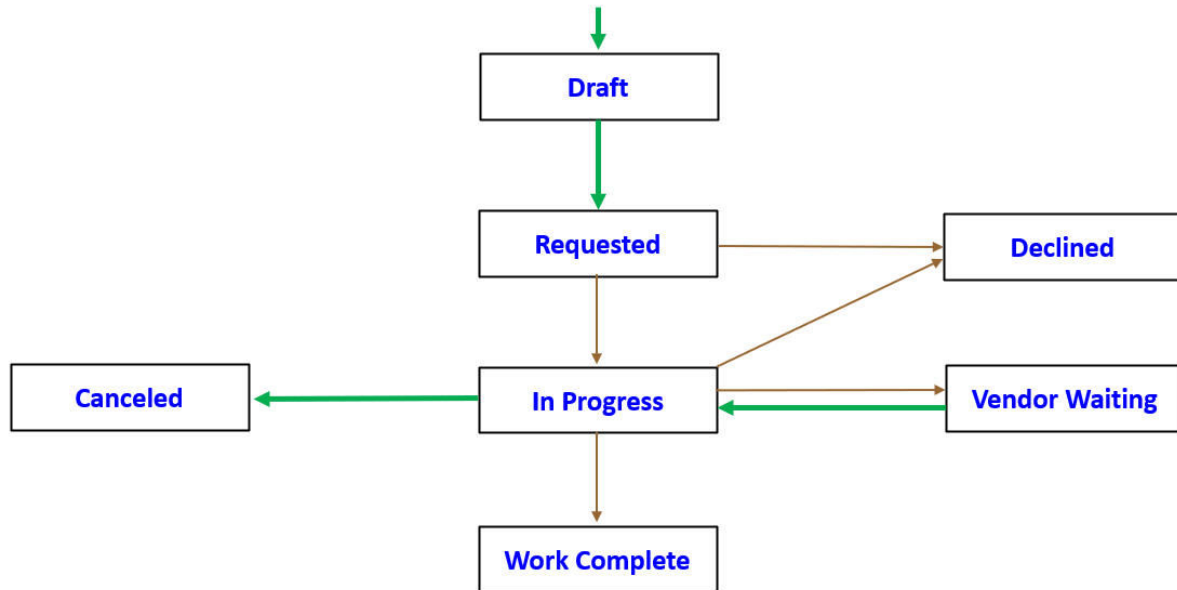 Draft
Requested
Declined
Canceled
In Progress
Vendor Waiting
Work Complete